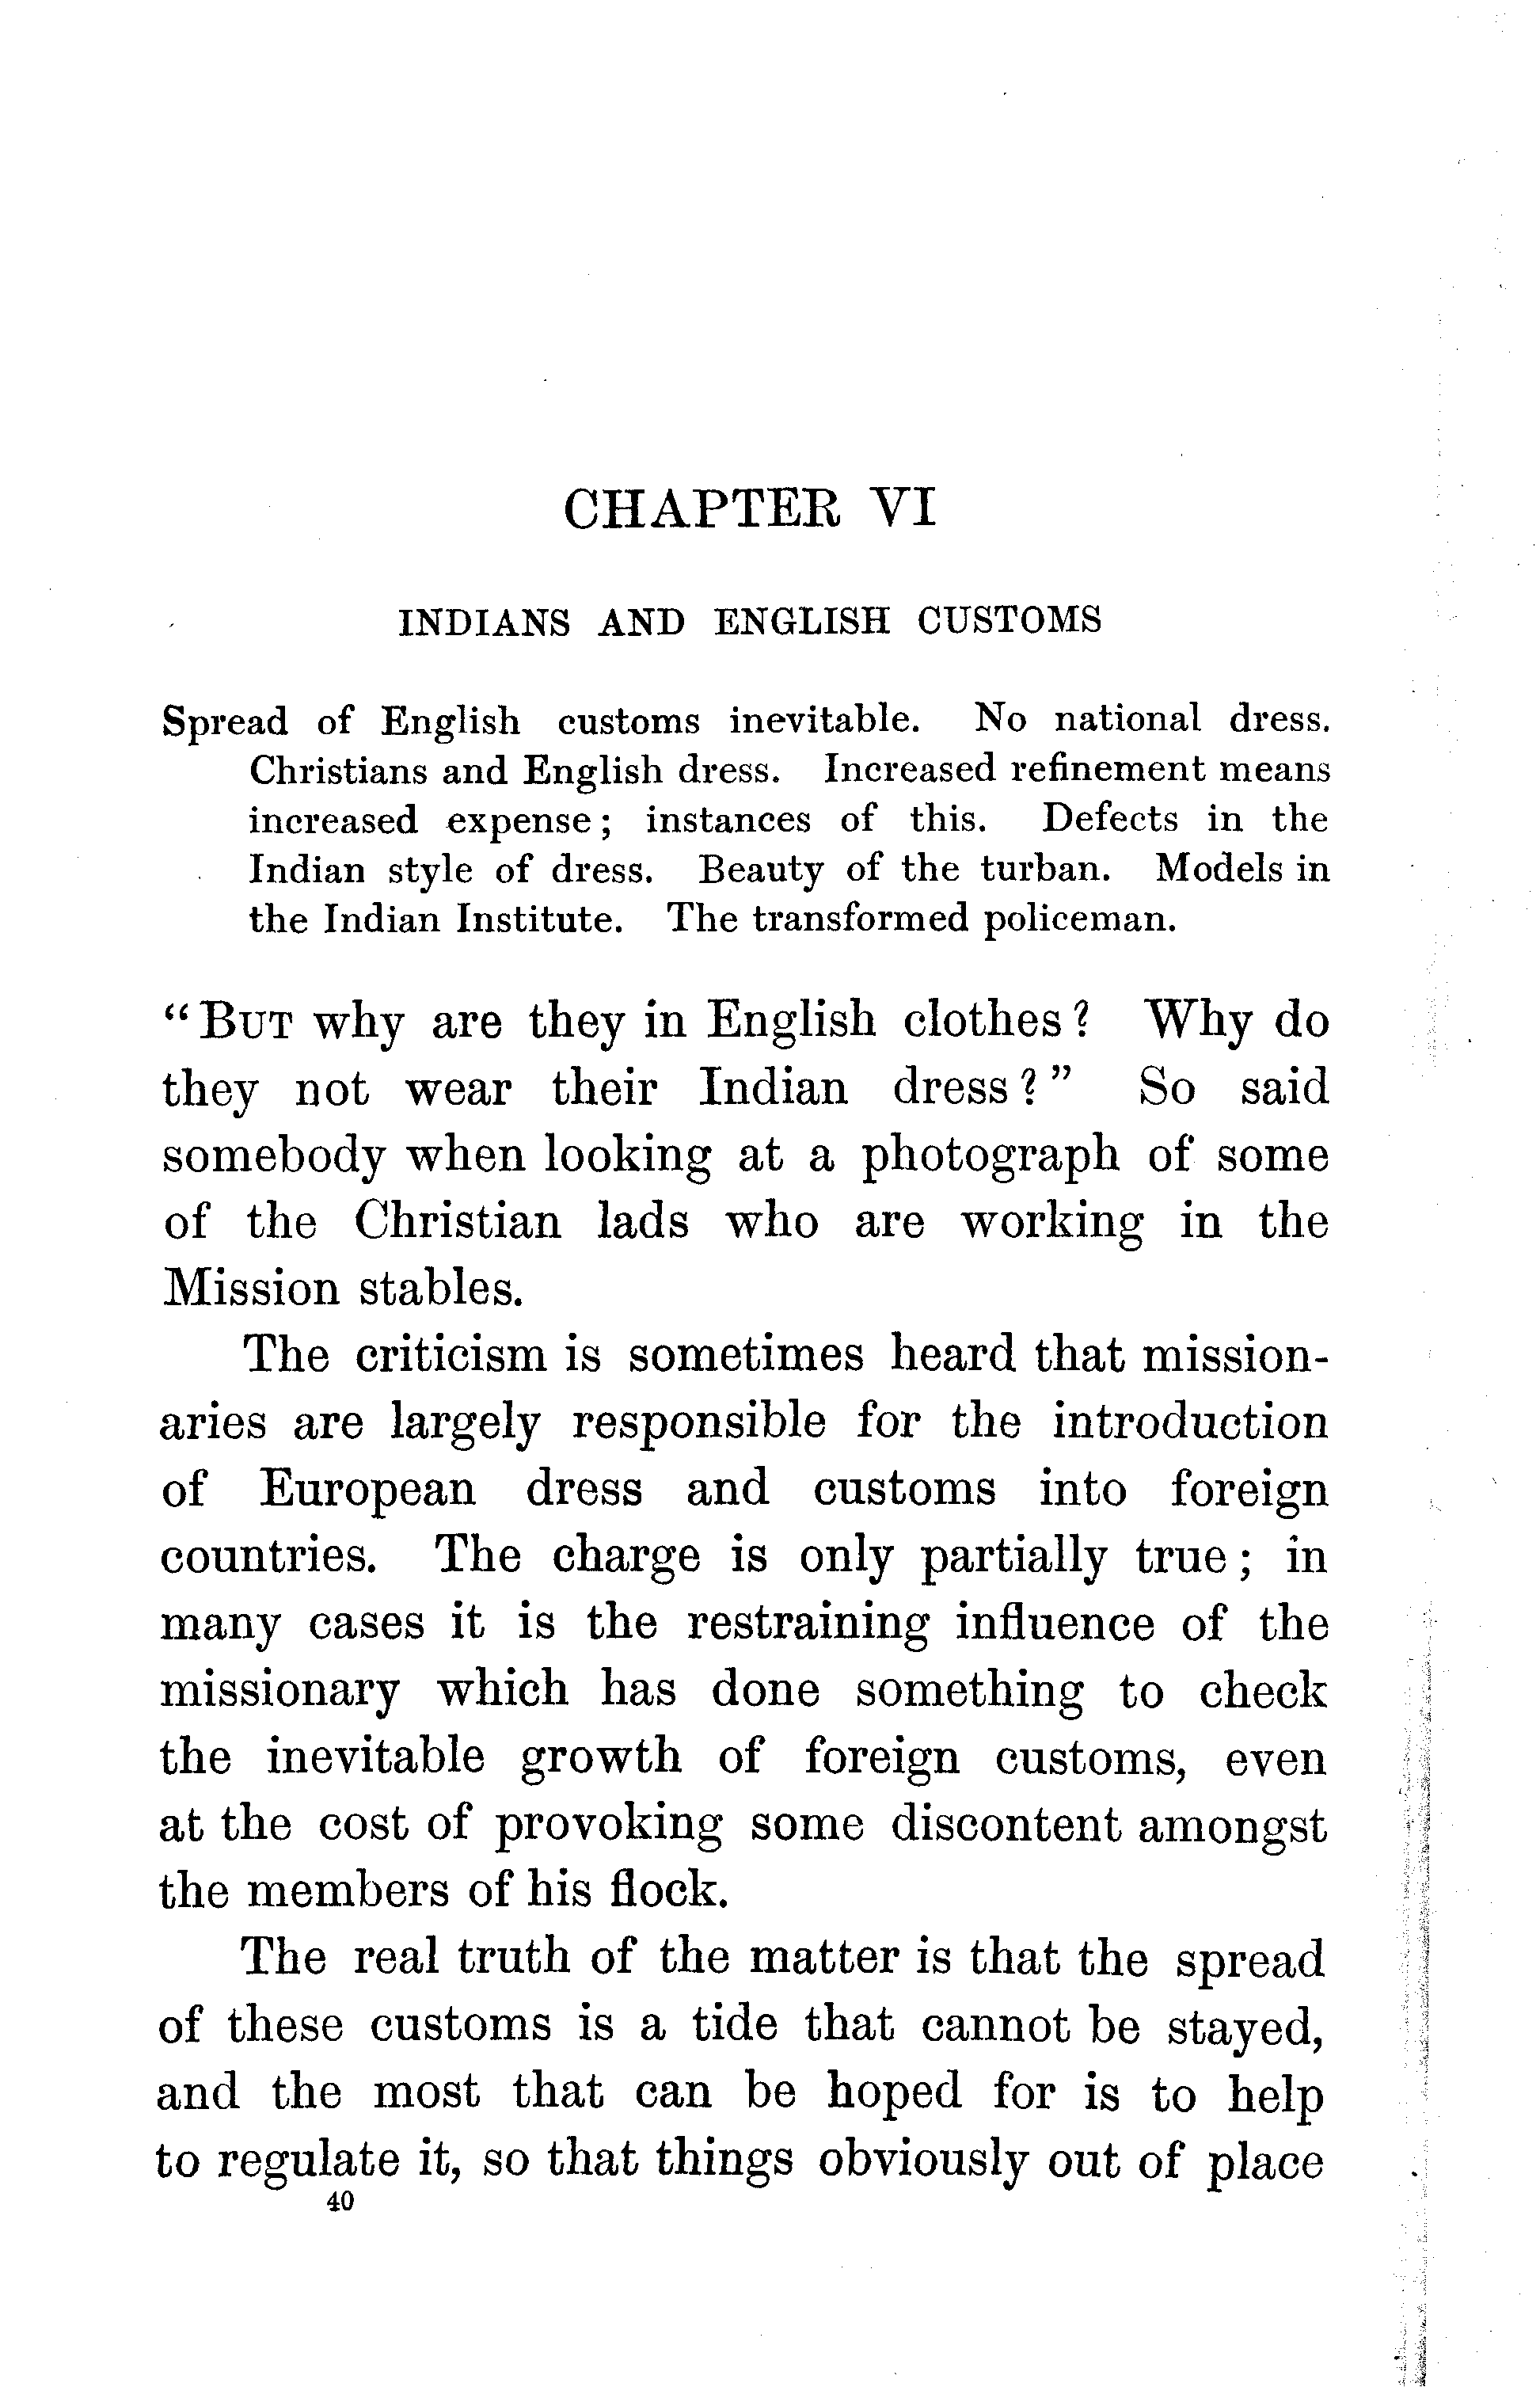 CHAPTER VI
INDIANS AND ENGLISH CUSTOMS
Spread of English customs inevitable. No national dress.
Christians and English dress. Increased refinement means
increased expense; instances of this. Defects in the
Indian style of dress. Beauty of the turban. Models in
the Indian Institute. The transformed policeman.
"BUT why are they in English clothes? Why do
they not wear their Indian dress?" So said
somebody when looking at a photograph of some
of the Christian lads who are working in the
Mission stables.
The criticism is sometimes heard that mission-
aries are largely responsible for the introduction
of European dress and customs into foreign
countries. The charge is only partially true; in
many cases it is the restraining influence of the
missionary which has done something to check
the inevitable growth of foreign customs, even
at the cost of provoking some discontent amongst
the members of his flock.
The real truth of the matter is that the spread
of these customs is a tide that cannot be stayed,
and the most that can be hoped for is to help
to regulate it, so that things obviously out of place
40